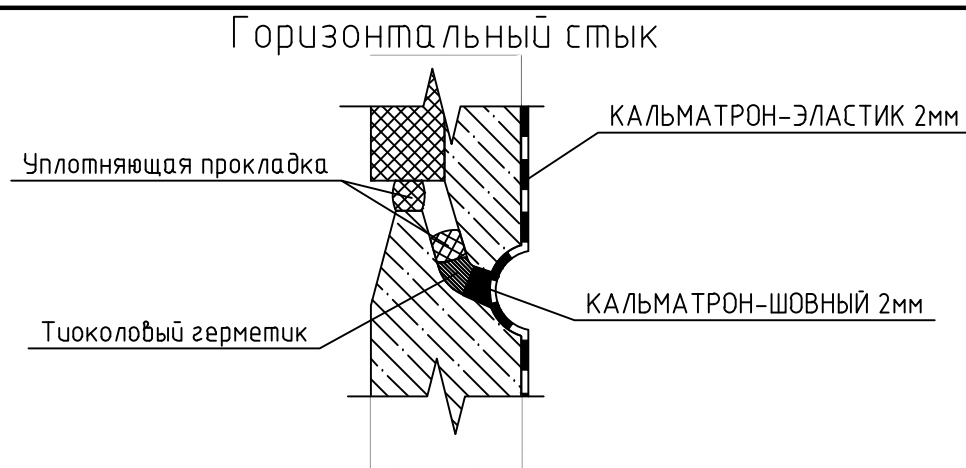 Горизонтальный стык
КАЛЬМАТРОН-ЭЛАСТИК 2мм
Уплотняющая прокладка
КАЛЬМАТРОН-ШОВНЫЙ 2мм
Тиоколовый герметик